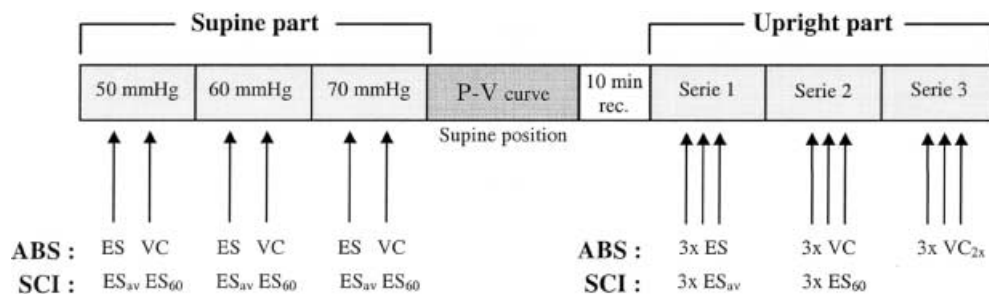 Supine part Upright part
50 mmHg 60 mmHg 70 mmHg P-V curve 10 min rec. Serie 1 Serie 2 Serie 3
Supine position
ABS : ES VC ES VC ES VC ABS : 3x ES 3x VC 3x VC2x
SCI : ESav ES60 ESav ES60 ESav ES60 SCI : 3x ESav 3x ES60